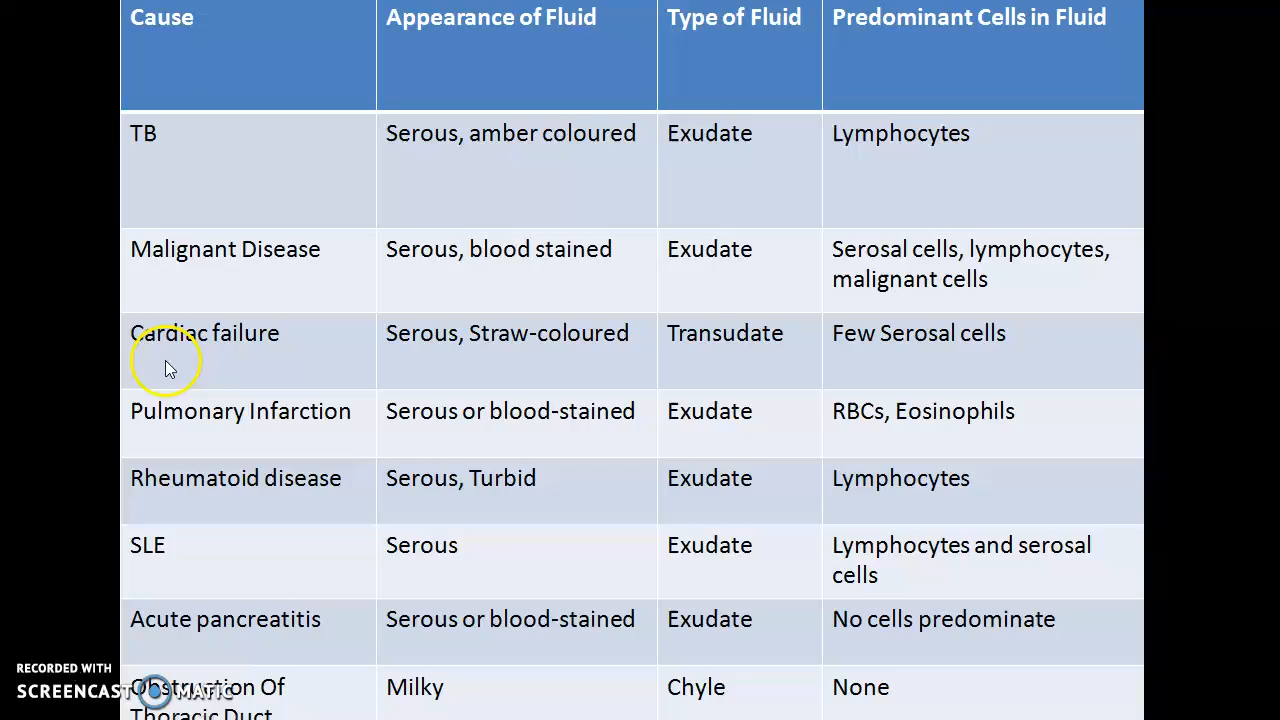 Cause Appearance of Fluid Type of Fluid Predominant Cells in Fluid
TB Serous, amber coloured Exudate Lymphocytes
Malignant Disease Serous, blood stained Exudate Serosal cells, lymphocytes,
malignant cells
Cardiac failure Serous, Straw-coloured Transudate Few Serosal cells
Pulmonary Infarction Serous or blood-stained Exudate RBCs, Eosinophils
Rheumatoid disease Serous, Turbid Exudate Lymphocytes
SLE Serous Exudate Lymphocytes and serosal
cells
Acute pancreatitis Serous or blood-stained Exudate No cells predominate
Obstruction Of Milky Chyle None
Thoracic Duct
RECORDED WITH
SCREENCAST MATIC